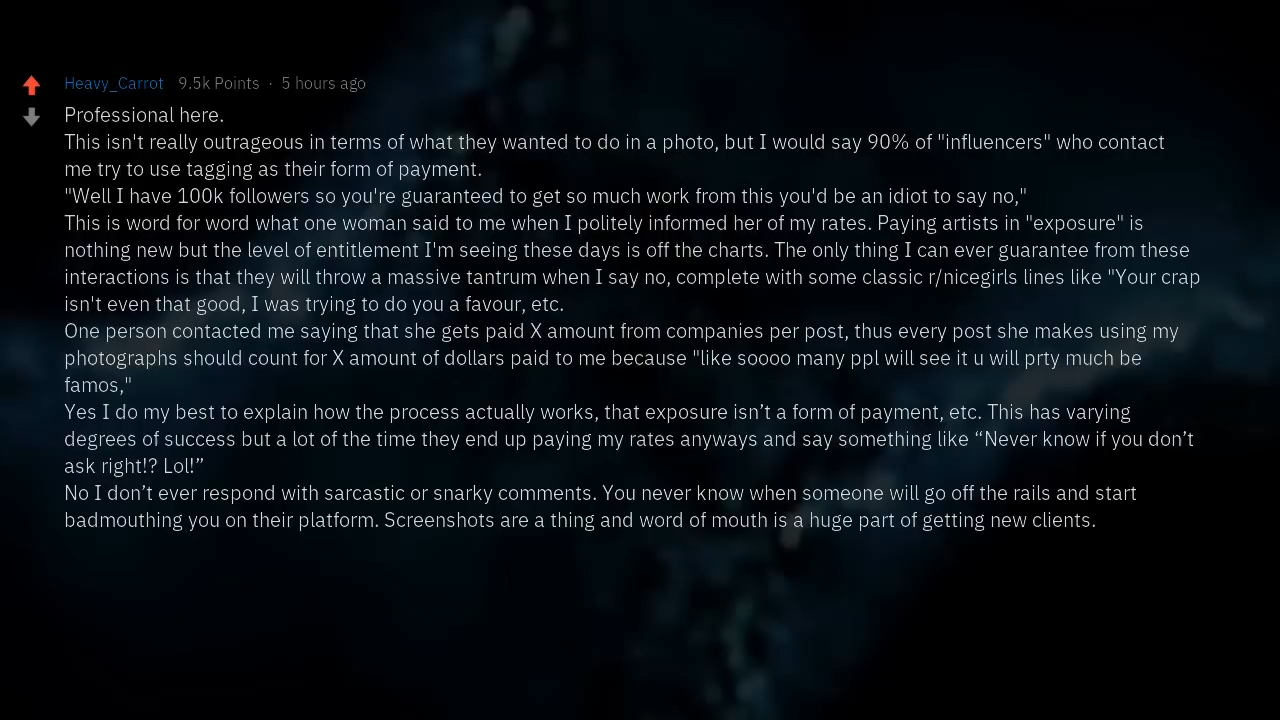 Heavy_Carrot 9.5k Points · 5 hours ago
Professional here.
This isn't really outrageous in terms of what they wanted to do in a photo, but I would say 90% of "influencers" who contact
me try to use tagging as their form of payment.
"Well I have 100k followers so you're guaranteed to get so much work from this you'd be an idiot to say no,"
This is word for word what one woman said to me when I politely informed her of my rates. Paying artists in "exposure" is
nothing new but the level of entitlement I'm seeing these days is off the charts. The only thing I can ever guarantee from these
interactions is that they will throw a massive tantrum when I say no, complete with some classic r/nicegirls lines like "Your crap
isn't even that good, I was trying to do you a favour, etc.
One person contacted me saying that she gets paid X amount from companies per post, thus every post she makes using my
photographs should count for X amount of dollars paid to me because "like soooo many ppl will see it u will prty much be
famos,"
Yes I do my best to explain how the process actually works, that exposure isn’t a form of payment, etc. This has varying
degrees of success but a lot of the time they end up paying my rates anyways and say something like “Never know if you don’t
ask right!? Lol!”
No I don’t ever respond with sarcastic or snarky comments. You never know when someone will go off the rails and start
badmouthing you on their platform. Screenshots are a thing and word of mouth is a huge part of getting new clients.